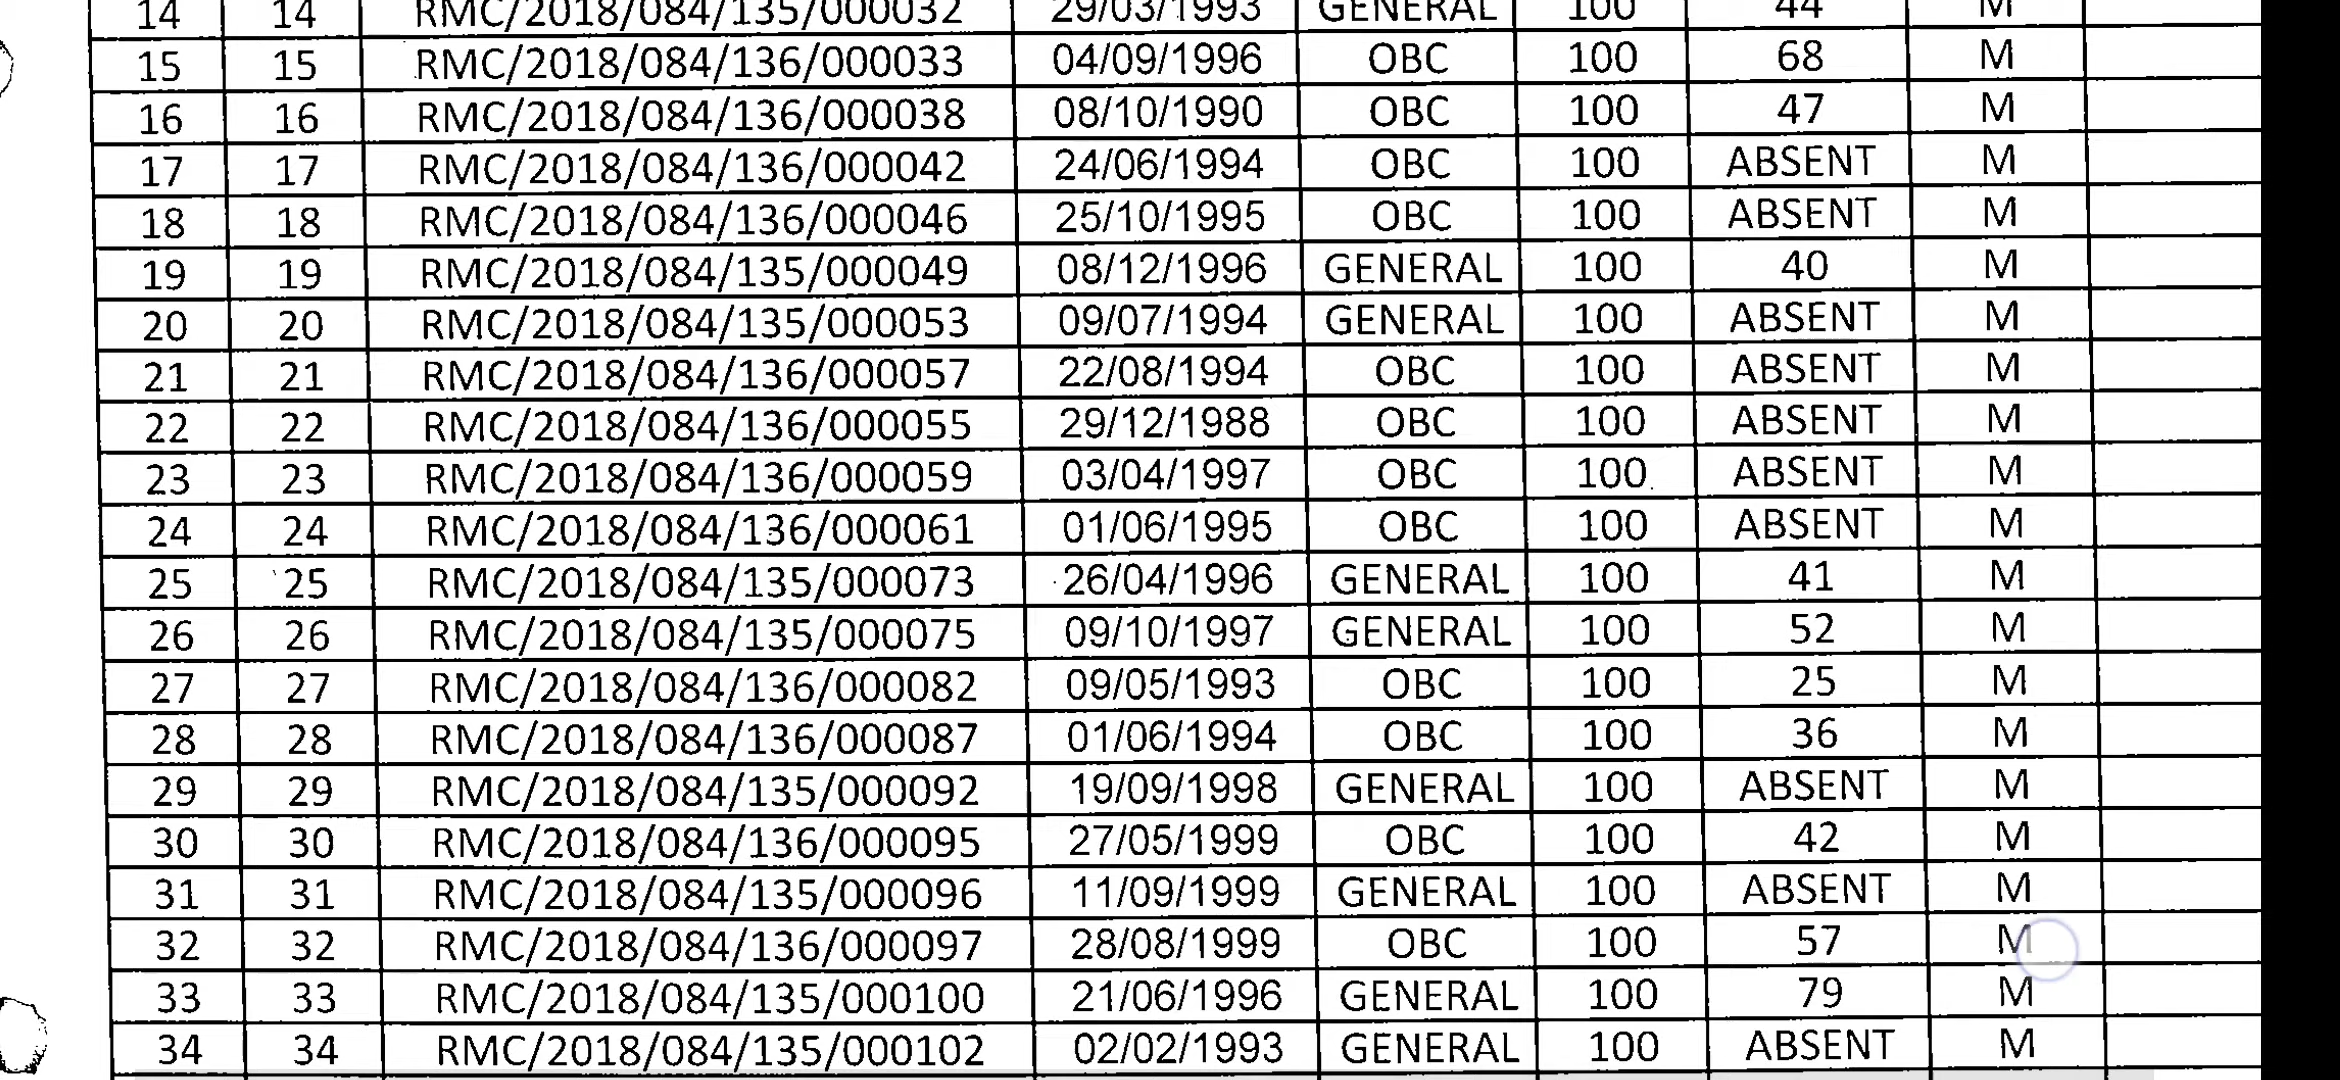 14 14 RMC/2018/084/135/000032 29/03/1993 GENERAL 100 44 M
15 15 RMC/2018/084/136/000033 04/09/1996 OBC 100 68 M
16 16 RMC/2018/084/136/000038 08/10/1990 OBC 100 47 M
17 17 RMC/2018/084/136/000042 24/06/1994 OBC 100 ABSENT M
18 18 RMC/2018/084/136/000046 25/10/1995 OBC 100 ABSENT M
19 19 RMC/2018/084/135/000049 08/12/1996 GENERAL 100 40 M
20 20 RMC/2018/084/135/000053 09/07/1994 GENERAL 100 ABSENT M
21 21 RMC/2018/084/136/000057 22/08/1994 OBC 100 ABSENT M
22 22 RMC/2018/084/136/000055 29/12/1988 OBC 100 ABSENT M
23 23 RMC/2018/084/136/000059 03/04/1997 OBC 100 ABSENT M
24 24 RMC/2018/084/136/000061 01/06/1995 OBC 100 ABSENT M
25 25 RMC/2018/084/135/000073 26/04/1996 GENERAL 100 41 M
26 26 RMC/2018/084/135/000075 09/10/1997 GENERAL 100 52 M
27 27 RMC/2018/084/136/000082 09/05/1993 OBC 100 25 M
28 28 RMC/2018/084/136/000087 01/06/1994 OBC 100 36 M
29 29 RMC/2018/084/135/000092 19/09/1998 GENERAL 100 ABSENT M
30 30 RMC/2018/084/136/000095 27/05/1999 OBC 100 42 M
31 31 RMC/2018/084/135/000096 11/09/1999 GENERAL 100 ABSENT M
32 32 RMC/2018/084/136/000097 28/08/1999 OBC 100 57 M
33 33 RMC/2018/084/135/000100 21/06/1996 GENERAL 100 79 M
34 34 RMC/2018/084/135/000102 02/02/1993 GENERAL 100 ABSENT M